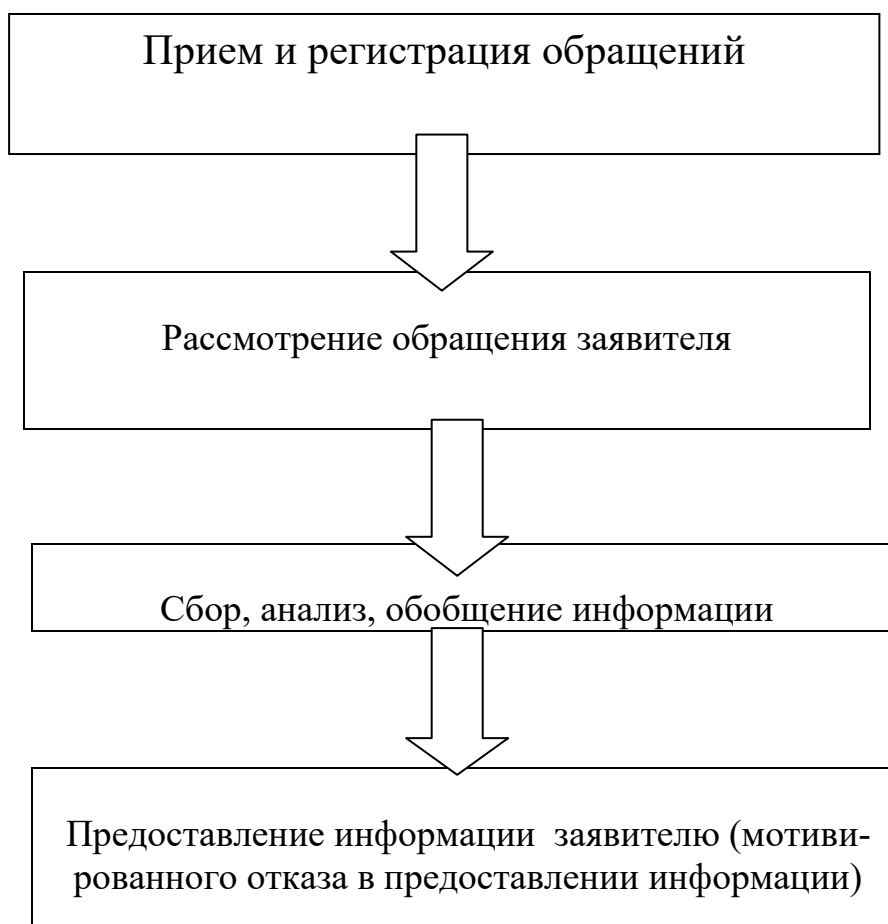 Прием и регистрация обращений
Рассмотрение обращения заявителя
Сбор, анализ, обобщение информации
Предоставление информации  заявителю (мотиви-
рованного отказа в предоставлении информации)